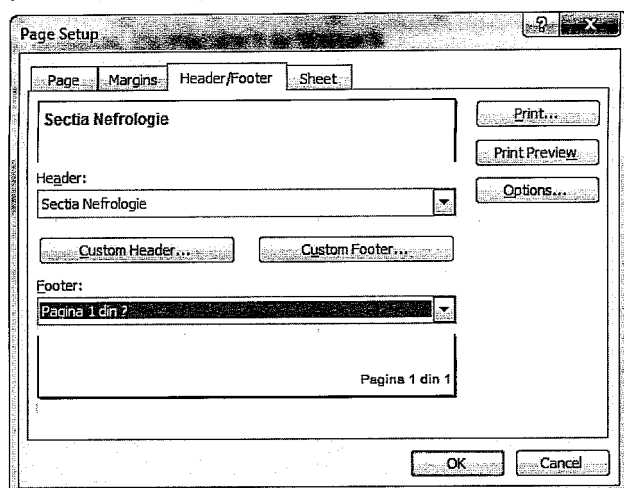 Page Setup
Page
Margins
Header/Footer
Sheet
Sectia Nefrologie
Print...
Print Preview
Header:
Options...
Sectia Nefrologie
Custom Header...
Custom Footer...
Footer:
Pagina 1 din ?
Pagina 1 din 1
OK
Cancel